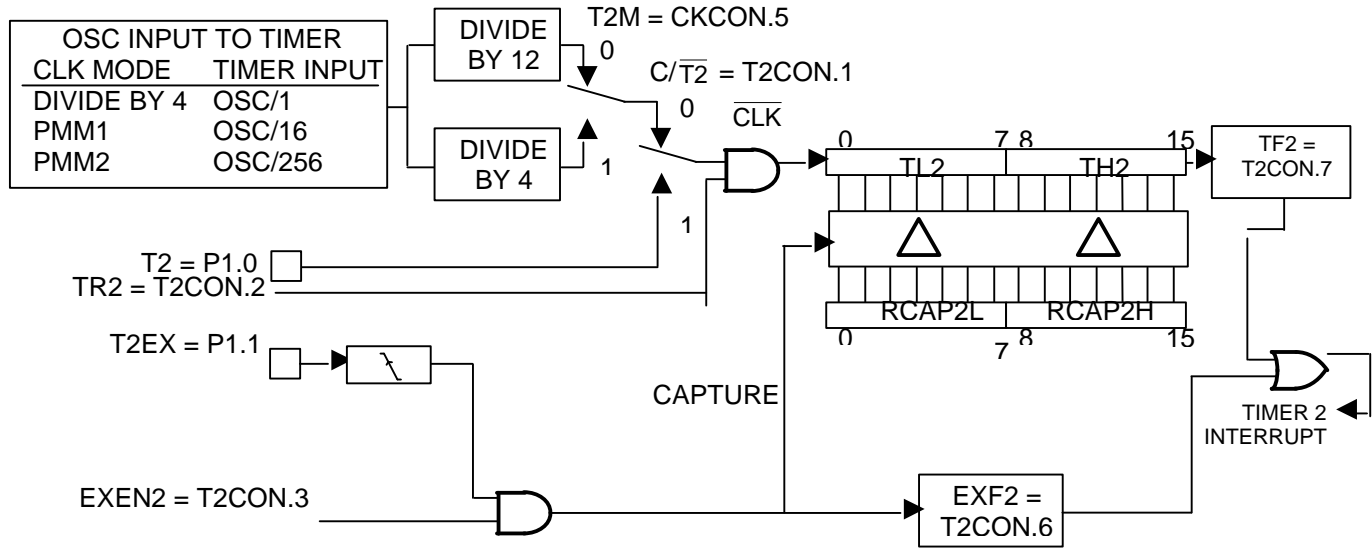 OSC INPUT TO TIMER
CLK MODE TIMER INPUT
DIVIDE BY 4 OSC/1
PMM1 OSC/16
PMM2 OSC/256
DIVIDE
BY 12
DIVIDE
BY 4
T2M = CKCON.5
0
1
C/T2 = T2CON.1
0
1
CLK
0 7 8 15
TL2 TH2
TF2 =
T2CON.7
T2 = P1.0
TR2 = T2CON.2
RCAP2L RCAP2H
0 7 8 15
T2EX = P1.1
CAPTURE
TIMER 2
INTERRUPT
EXEN2 = T2CON.3
EXF2 =
T2CON.6